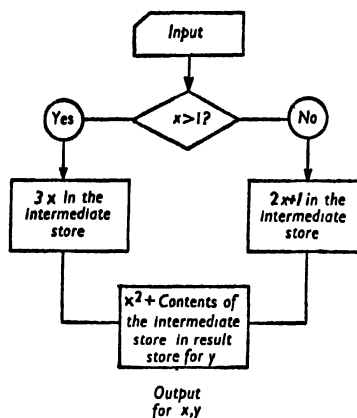 Input
x>1?
Yes
No
3x In the
intermediate
store
2x+1 in the
intermediate
store
x²+Contents of
the intermediate
store in result
store for y
Output
for x,y